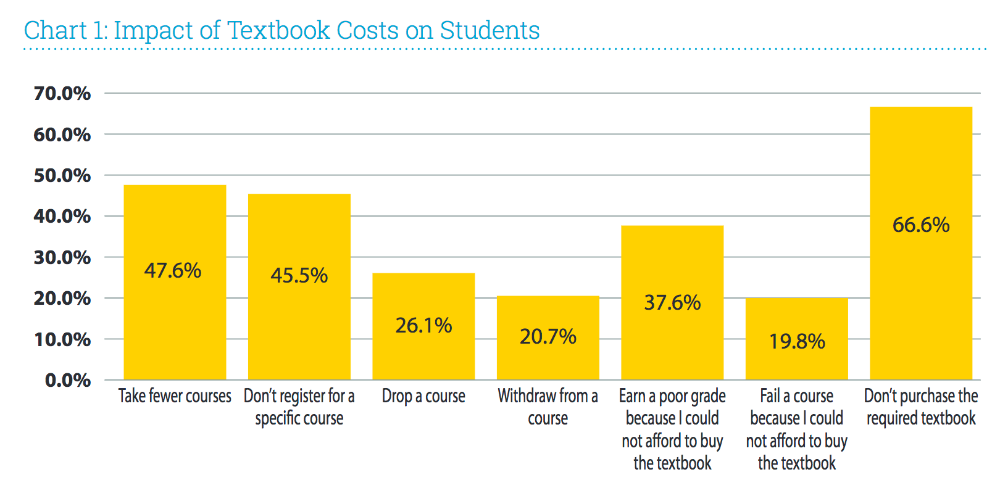 Chart 1: Impact of Textbook Costs on Students
70.0%
60.0%
50.0%
40.0%
30.0%
20.0%
10.0%
0.0%
47.6%
45.5%
26.1%
20.7%
37.6%
19.8%
66.6%
Take fewer courses
Don’t register for a
specific course
Drop a course
Withdraw from a
course
Earn a poor grade
because I could
not afford to buy
the textbook
Fail a course
because I could
not afford to buy
the textbook
Don’t purchase the
required textbook